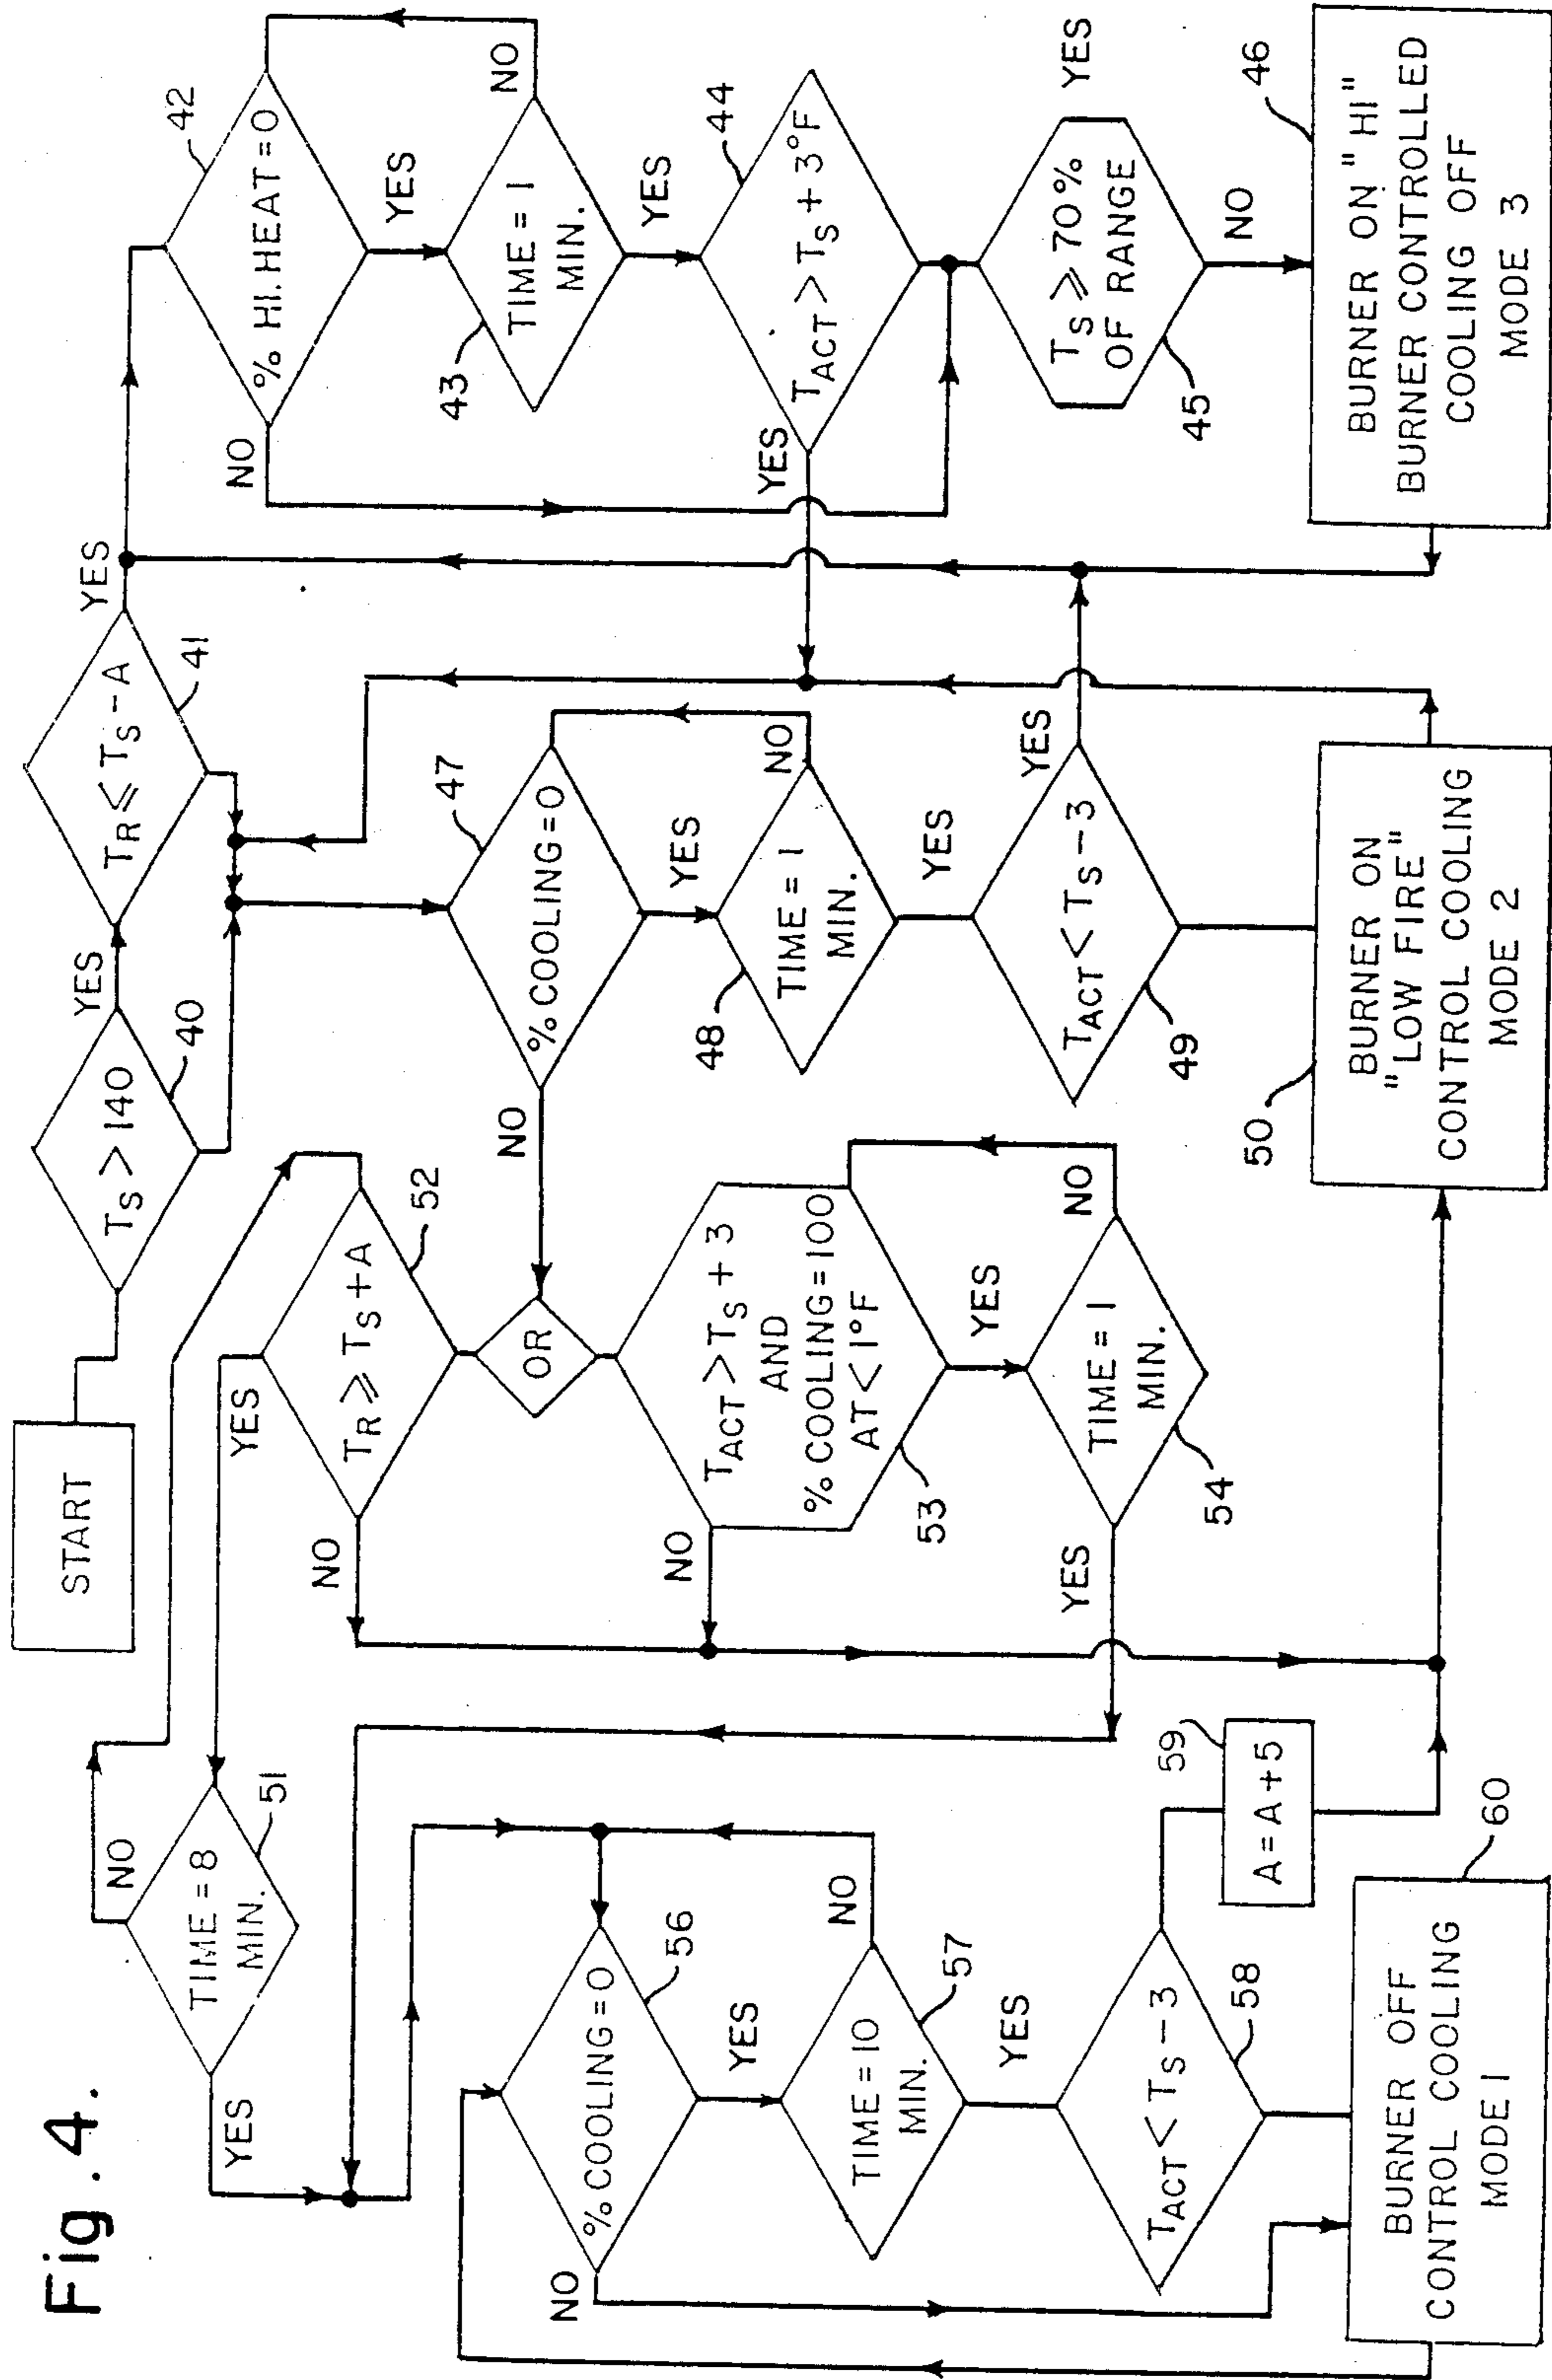 Fig. 4.
START
TS > 140
40
YES
TR ⩽ TS - A
41
YES
% HI. HEAT = 0
42
NO
YES
TIME = 1
MIN.
43
NO
YES
TACT > TS + 3°F
44
YES
TS ⩾ 70%
OF RANGE
45
YES
NO
BURNER ON "HI"
BURNER CONTROLLED
COOLING OFF
MODE 3
46
% COOLING = 0
47
NO
YES
TIME = 1
MIN.
48
NO
YES
TACT < TS - 3
49
YES
BURNER ON
"LOW FIRE"
CONTROL COOLING
MODE 2
50
TIME = 8
MIN.
51
NO
YES
TR ⩾ TS + A
52
YES
NO
OR
TACT > TS + 3
AND
% COOLING = 100
AT < 1°F
53
NO
YES
TIME = 1
MIN.
54
NO
YES
% COOLING = 0
56
NO
YES
TIME = 10
MIN.
57
NO
YES
TACT < TS - 3
58
A = A + 5
59
BURNER OFF
CONTROL COOLING
MODE 1
60